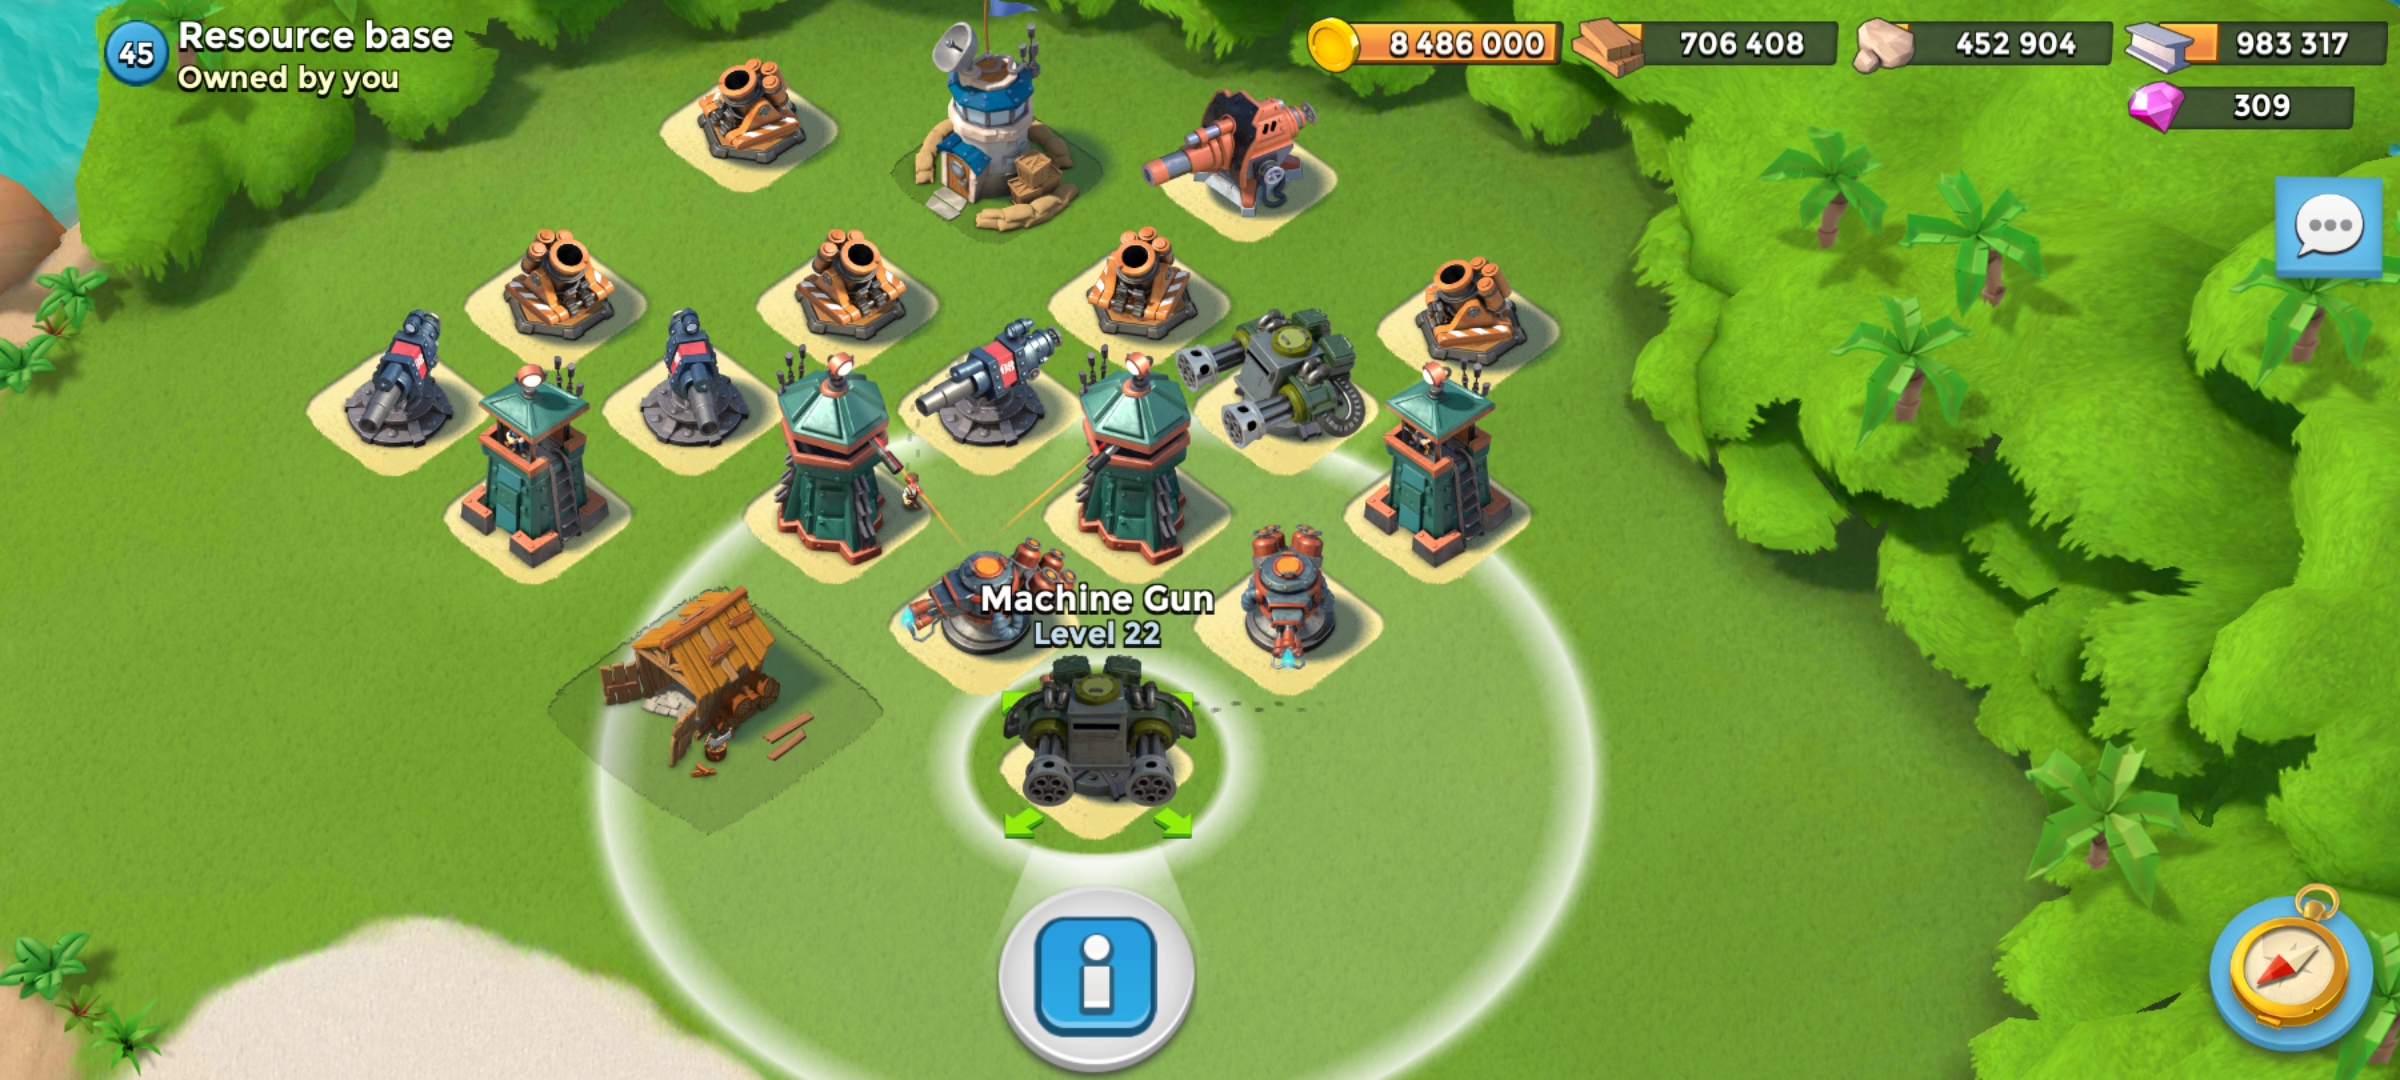 45
Resource base
Owned by you
8 486 000
706 408
452 904
983 317
309
Machine Gun
Level 22